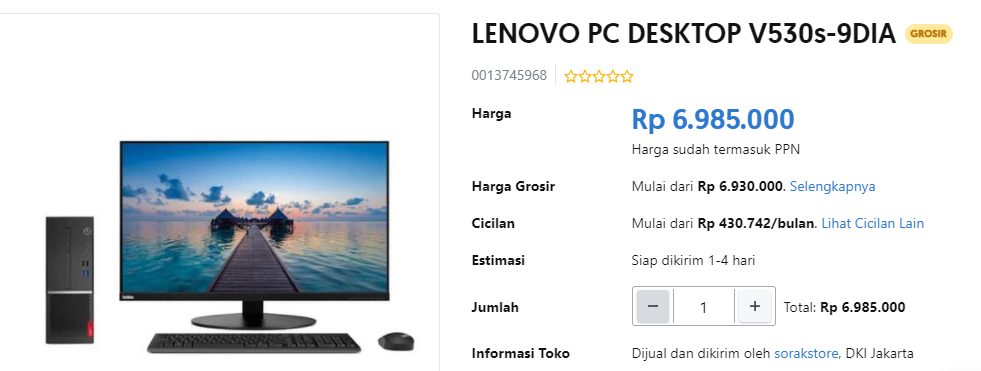 LENOVO PC DESKTOP V530s-9DIA GROSIR
0013745968
Harga Rp 6.985.000
Harga sudah termasuk PPN
Harga Grosir Mulai dari Rp 6.930.000. Selengkapnya
Cicilan Mulai dari Rp 430.742/bulan. Lihat Cicilan Lain
Estimasi Siap dikirim 1-4 hari
Jumlah − 1 + Total: Rp 6.985.000
Informasi Toko Dijual dan dikirim oleh sorakstore, DKI Jakarta